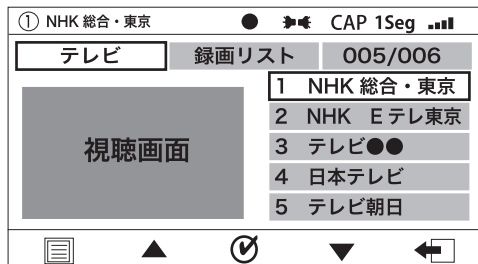 ① NHK 総合・東京 ● CAP 1Seg
テレビ 録画リスト 005/006
視聴画面
1 NHK 総合・東京
2 NHK Eテレ東京
3 テレビ●●
4 日本テレビ
5 テレビ朝日